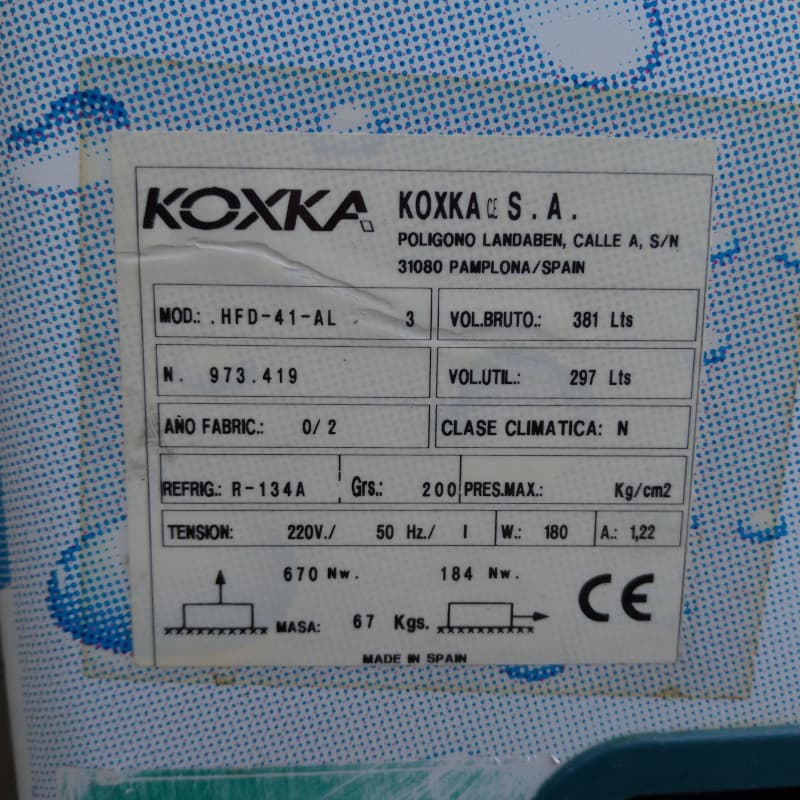 KOXKA KOXKA CE S.A.
POLIGONO LANDABEN, CALLE A, S/N
31080 PAMPLONA/SPAIN
MOD.: .HFD-41-AL 3 VOL.BRUTO.: 381 Lts
N. 973.419 VOL.UTIL.: 297 Lts
AÑO FABRIC.: 0/2 CLASE CLIMATICA: N
REFRIG.: R-134A Grs.: 200 PRES.MAX.: Kg/cm2
TENSION: 220V./ 50 Hz./ I W.: 180 A.: 1,22
670 Nw. 184 Nw. CE
MASA: 67 Kgs.
MADE IN SPAIN